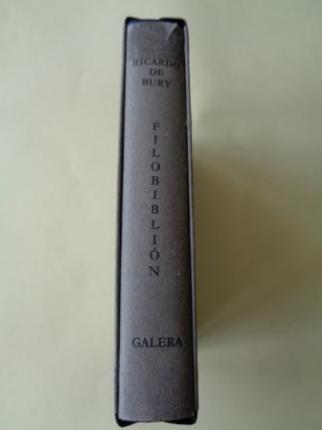 RICARDO
DE
BURY
FILOBIBLIÓN
GALERA